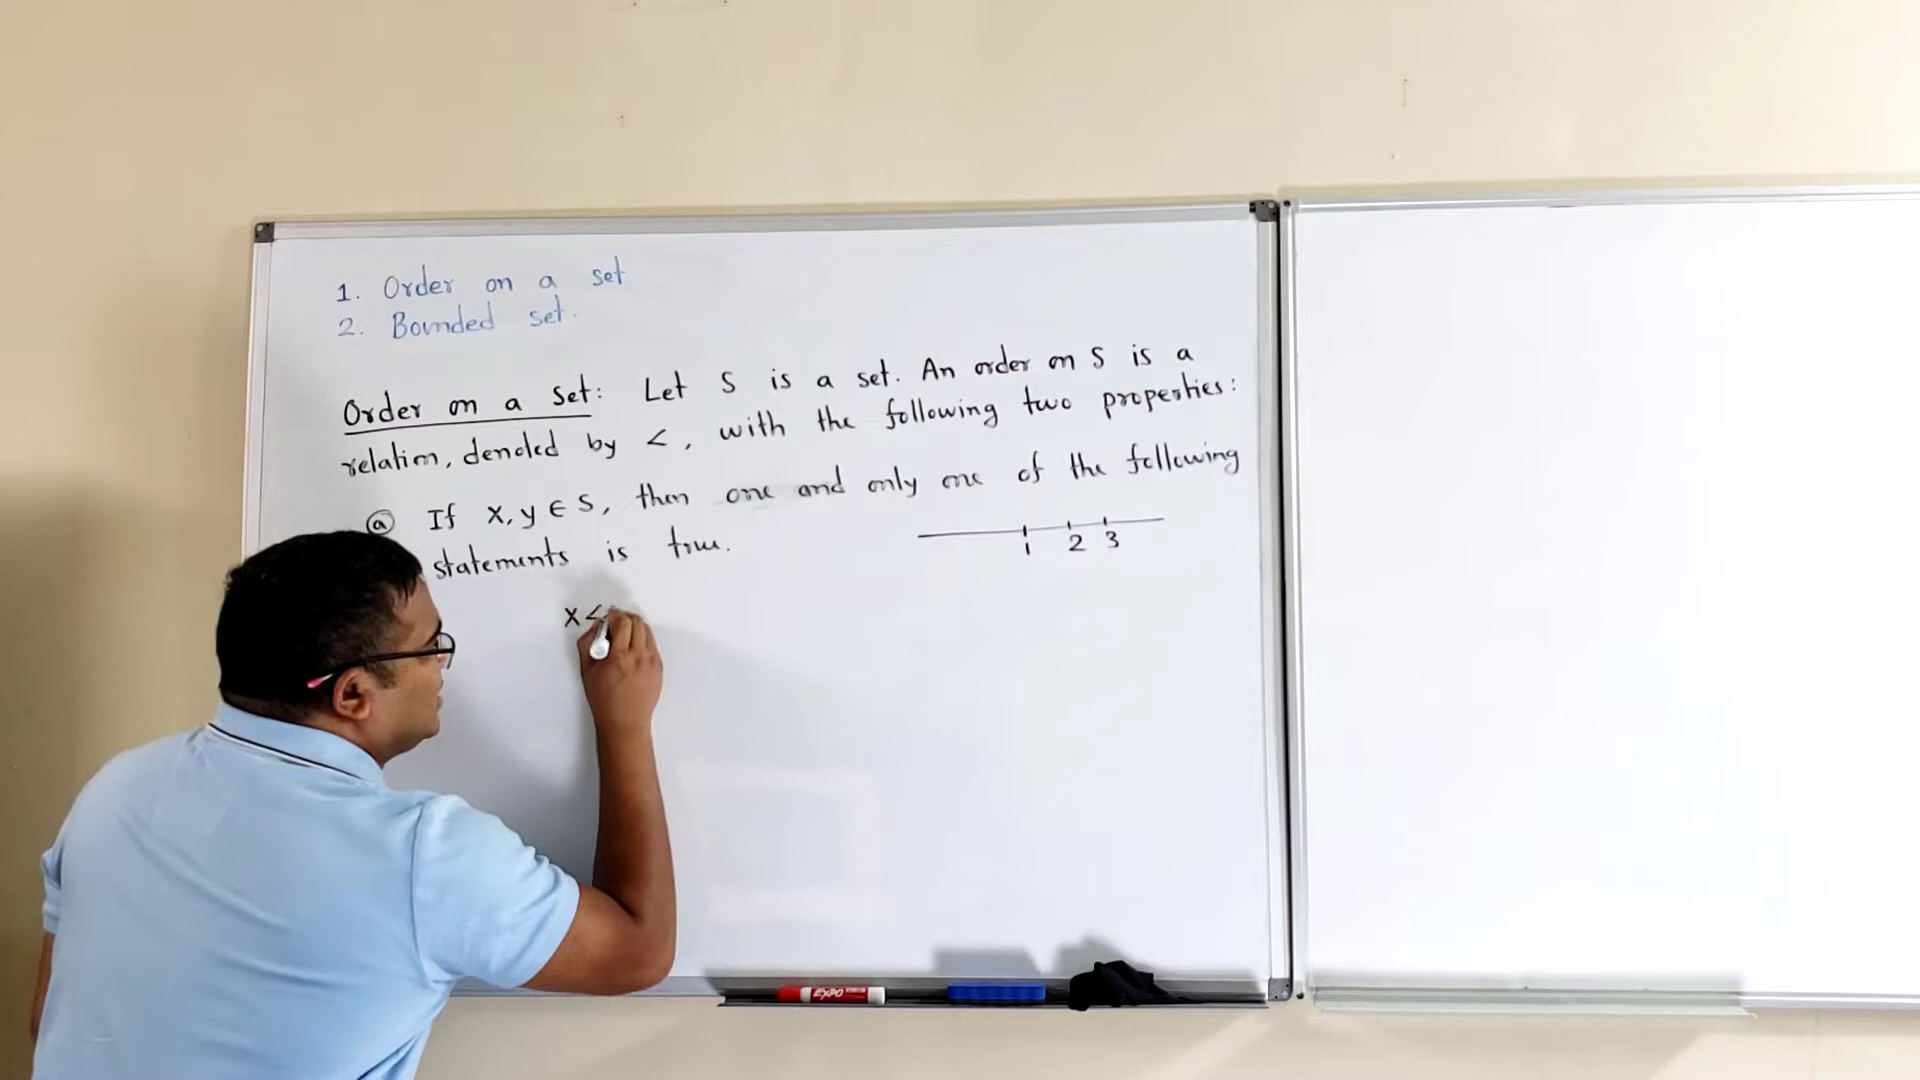 1. Order on a set
2. Bounded set.
Order on a set: Let S is a set. An order on S is a
relation, denoted by <, with the following two properties:
(a) If x, y ∈ S, then one and only one of the following
statements is true.
1 2 3
x <
EXPO